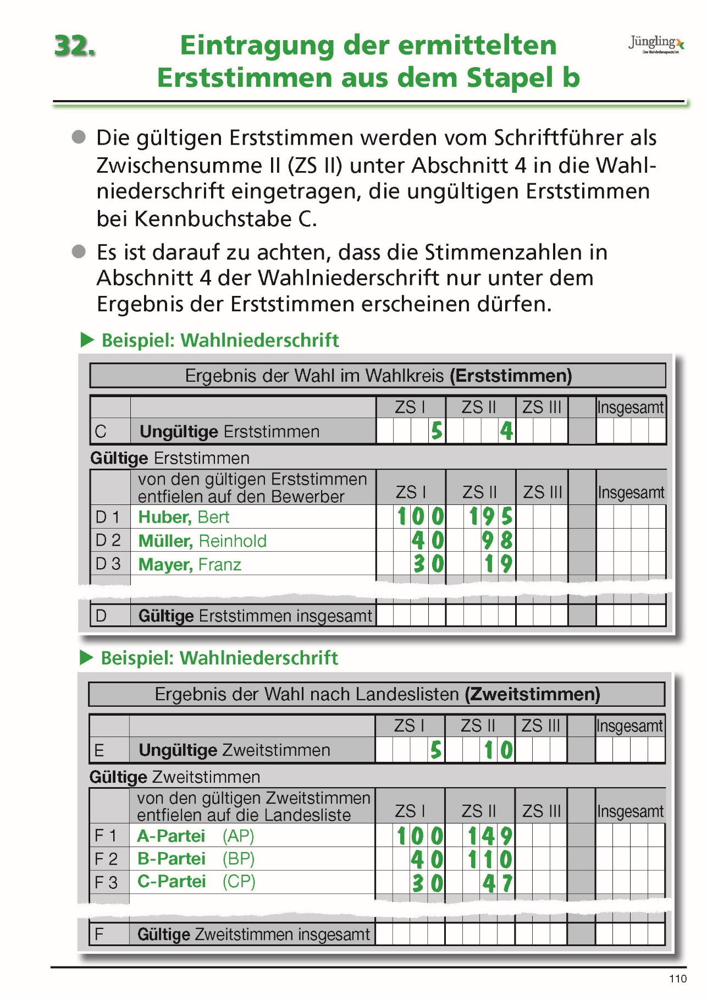 32.
Eintragung der ermittelten
Erststimmen aus dem Stapel b
Jüngling
Der Behördenspezialist
● Die gültigen Erststimmen werden vom Schriftführer als
Zwischensumme II (ZS II) unter Abschnitt 4 in die Wahl-
niederschrift eingetragen, die ungültigen Erststimmen
bei Kennbuchstabe C.
● Es ist darauf zu achten, dass die Stimmenzahlen in
Abschnitt 4 der Wahlniederschrift nur unter dem
Ergebnis der Erststimmen erscheinen dürfen.
▶ Beispiel: Wahlniederschrift
Ergebnis der Wahl im Wahlkreis (Erststimmen)
ZS I ZS II ZS III Insgesamt
C Ungültige Erststimmen 5 4
Gültige Erststimmen
von den gültigen Erststimmen
entfielen auf den Bewerber ZS I ZS II ZS III Insgesamt
D 1 Huber, Bert 100 195
D 2 Müller, Reinhold 40 98
D 3 Mayer, Franz 30 19
D Gültige Erststimmen insgesamt
▶ Beispiel: Wahlniederschrift
Ergebnis der Wahl nach Landeslisten (Zweitstimmen)
ZS I ZS II ZS III Insgesamt
E Ungültige Zweitstimmen 5 10
Gültige Zweitstimmen
von den gültigen Zweitstimmen
entfielen auf die Landesliste ZS I ZS II ZS III Insgesamt
F 1 A-Partei (AP) 100 149
F 2 B-Partei (BP) 40 110
F 3 C-Partei (CP) 30 47
F Gültige Zweitstimmen insgesamt
110